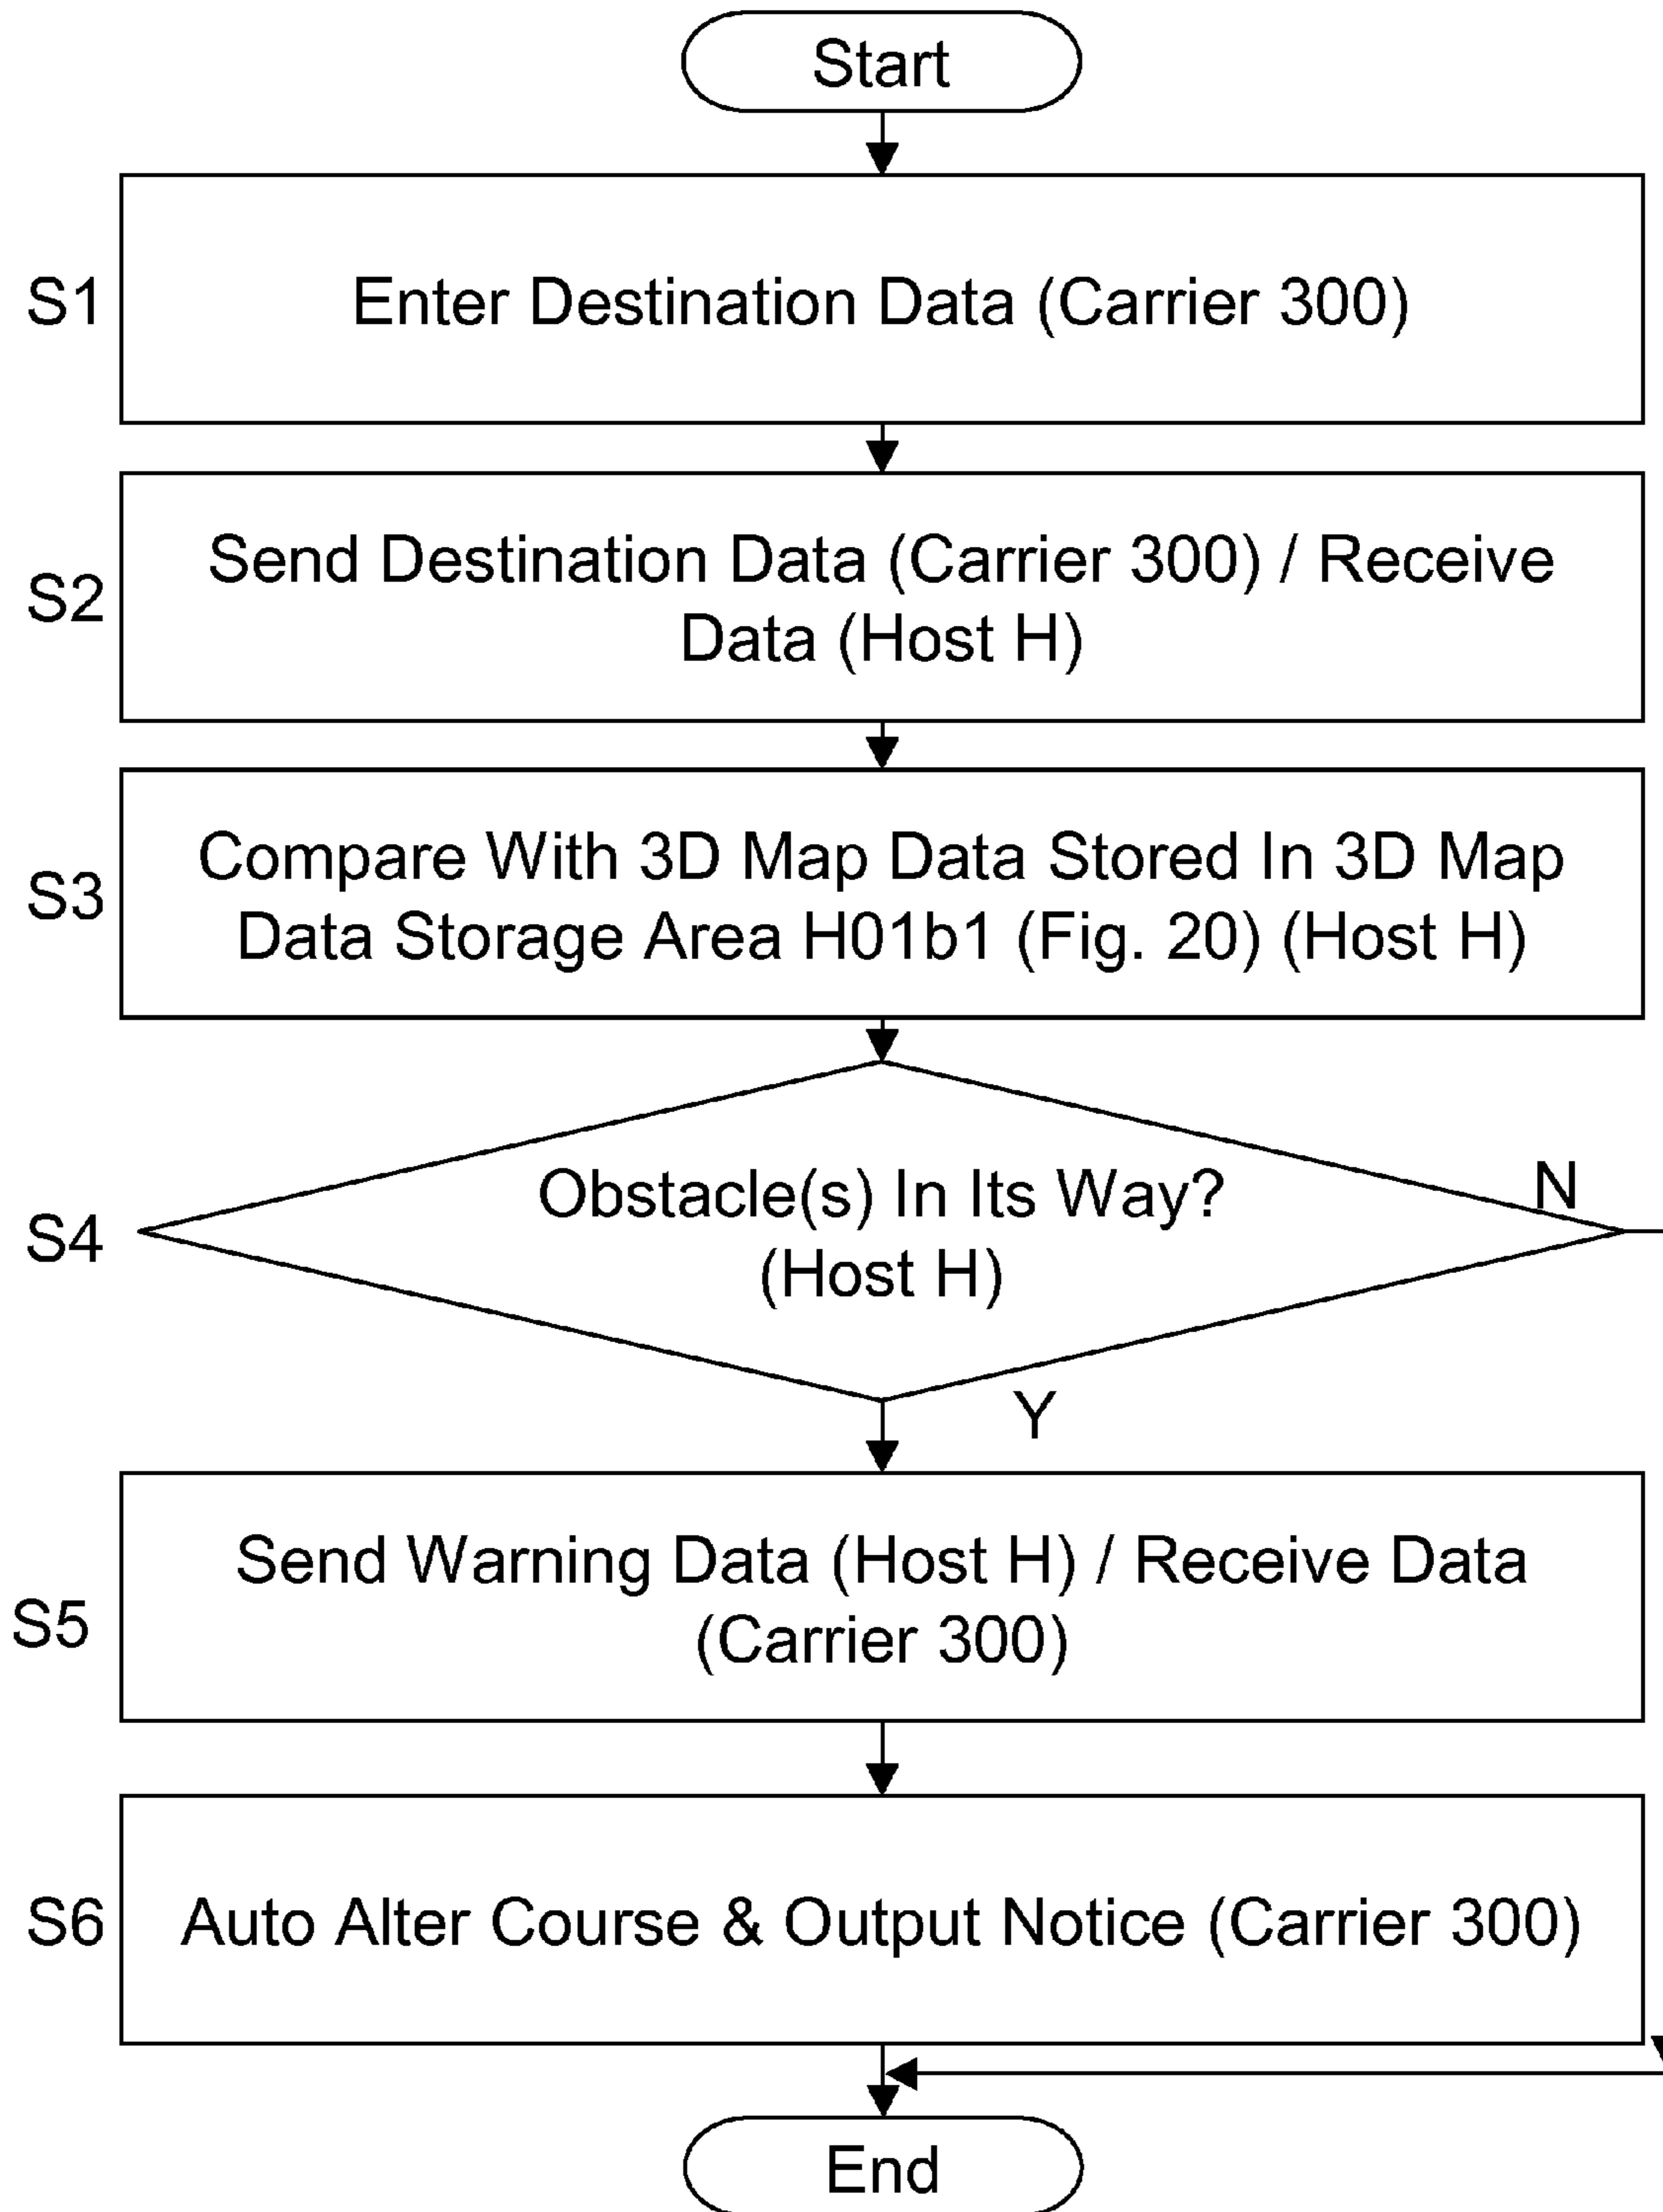 Start
S1
Enter Destination Data (Carrier 300)
S2
Send Destination Data (Carrier 300) / Receive
Data (Host H)
S3
Compare With 3D Map Data Stored In 3D Map
Data Storage Area H01b1 (Fig. 20) (Host H)
S4
Obstacle(s) In Its Way?
(Host H)
N
Y
S5
Send Warning Data (Host H) / Receive Data
(Carrier 300)
S6
Auto Alter Course & Output Notice (Carrier 300)
End